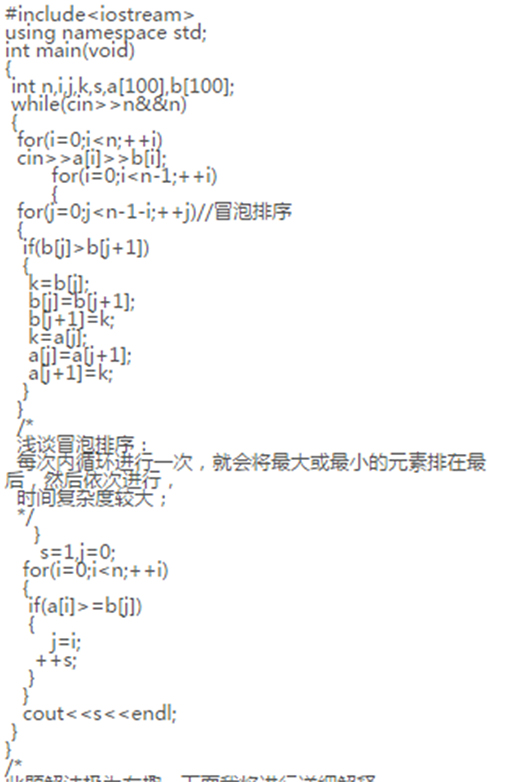 #include<iostream>
using namespace std;
int main(void)
{
int n,i,j,k,s,a[100],b[100];
while(cin>>n&&n)
{
for(i=0;i<n;++i)
cin>>a[i]>>b[i];
for(i=0;i<n-1;++i)
{
for(j=0;j<n-1-i;++j)//冒泡排序
{
if(b[j]>b[j+1])
{
k=b[j];
b[j]=b[j+1];
b[j+1]=k;
k=a[j];
a[j]=a[j+1];
a[j+1]=k;
}
}
/*
浅谈冒泡排序：
每次内循环进行一次，就会将最大或最小的元素排在最
后，然后依次进行，
时间复杂度较大；
*/
}
s=1,j=0;
for(i=0;i<n;++i)
{
if(a[i]>=b[j])
{
j=i;
++s;
}
}
cout<<s<<endl;
}
}
/*